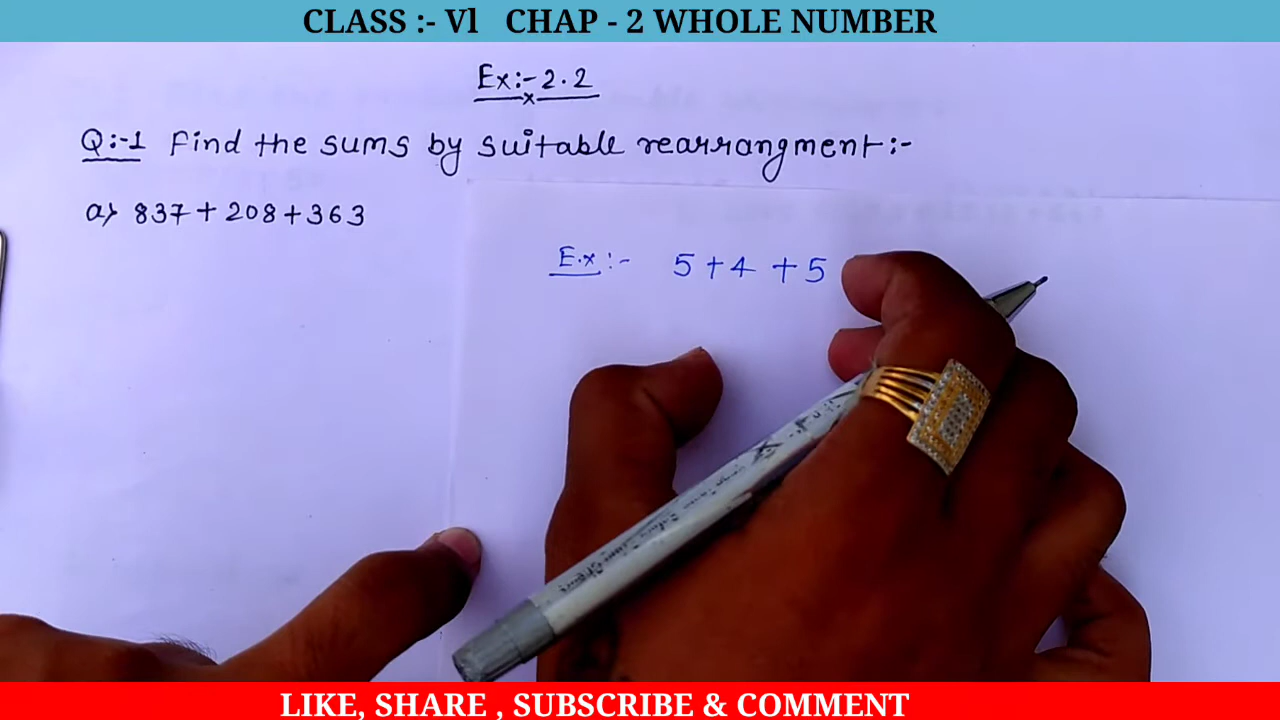 CLASS :- Vl CHAP - 2 WHOLE NUMBER
Ex:- 2.2
Q:-1 Find the sums by suitable rearrangment:-
a) 837+208+363
E.x:- 5+4+5
LIKE, SHARE , SUBSCRIBE & COMMENT